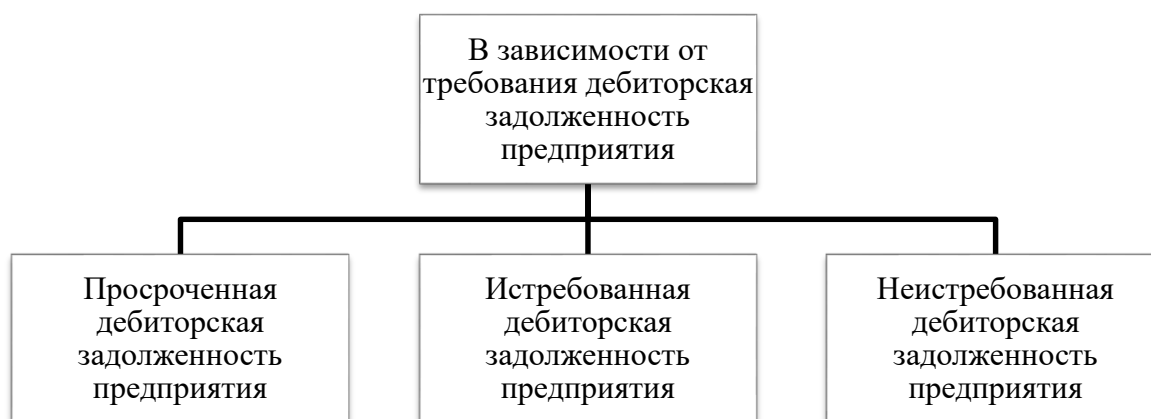 В зависимости от
требования дебиторская
задолженность
предприятия
Просроченная
дебиторская
задолженность
предприятия
Истребованная
дебиторская
задолженность
предприятия
Неистребованная
дебиторская
задолженность
предприятия